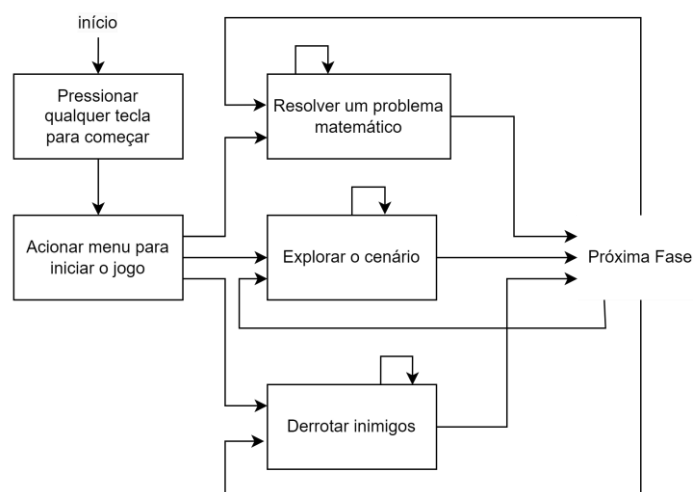 início
Pressionar
qualquer tecla
para começar
Resolver um problema
matemático
Acionar menu para
iniciar o jogo
Explorar o cenário
Próxima Fase
Derrotar inimigos